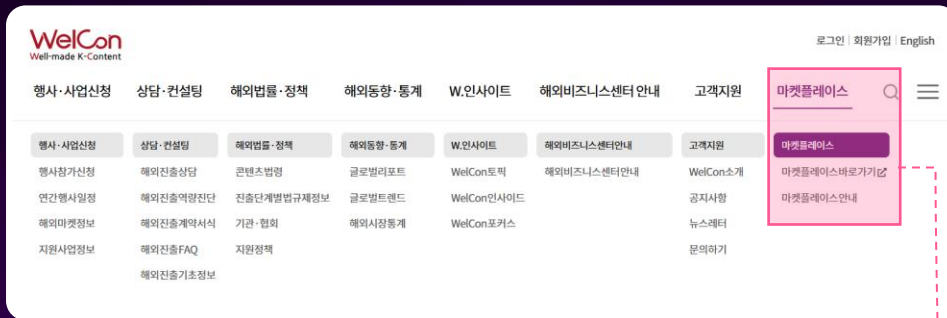 WelCon
Well-made K-Content
로그인 | 회원가입 | English
행사·사업신청 상담·컨설팅 해외법률·정책 해외동향·통계 W.인사이트 해외비즈니스센터 안내 고객지원 마켓플레이스
행사·사업신청 상담·컨설팅 해외법률·정책 해외동향·통계 W.인사이트 해외비즈니스센터안내 고객지원 마켓플레이스
행사참가신청 해외진출상담 콘텐츠법령 글로벌리포트 WelCon토픽 해외비즈니스센터안내 WelCon소개 마켓플레이스바로가기
연간행사일정 해외진출역량진단 진출단계별법규제정보 글로벌트렌드 WelCon인사이드 공지사항 마켓플레이스안내
해외마켓정보 해외진출계약서식 기관·협회 해외시장통계 WelCon포커스 뉴스레터
지원사업정보 해외진출FAQ 지원정책 문의하기
해외진출기초정보